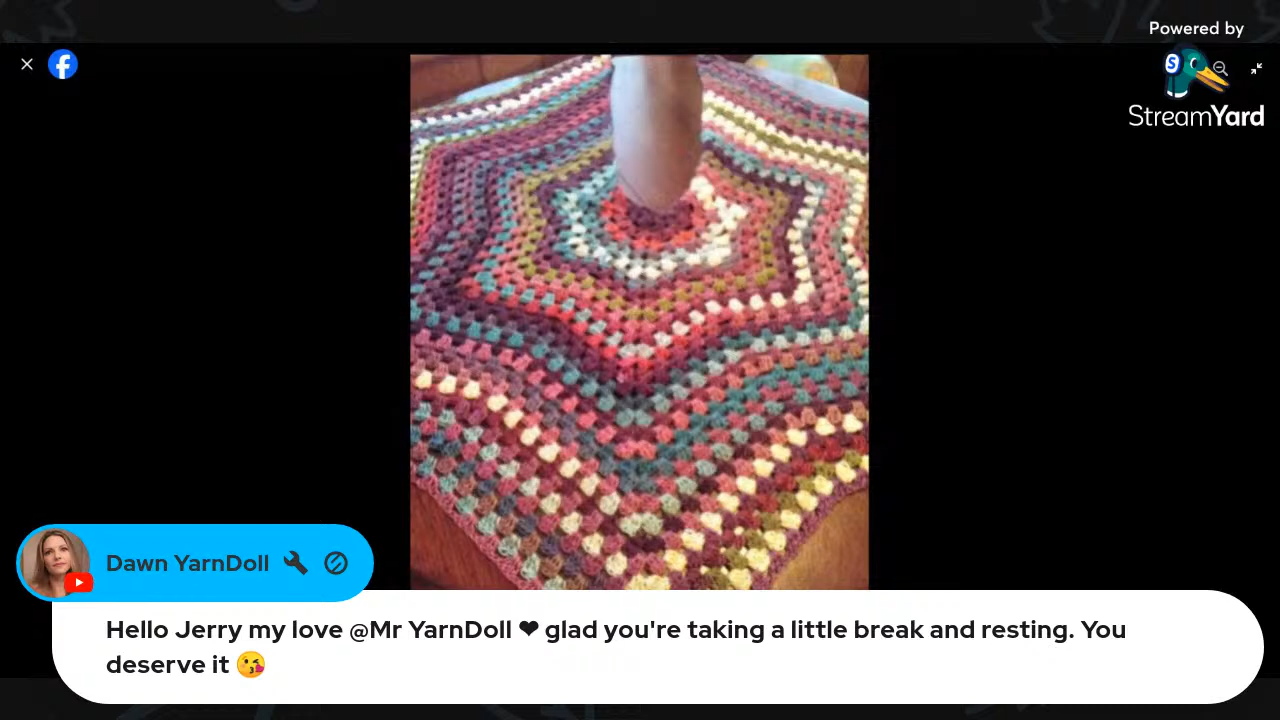 Powered by
StreamYard
Dawn YarnDoll
Hello Jerry my love @Mr YarnDoll ❤ glad you're taking a little break and resting. You
deserve it 😘